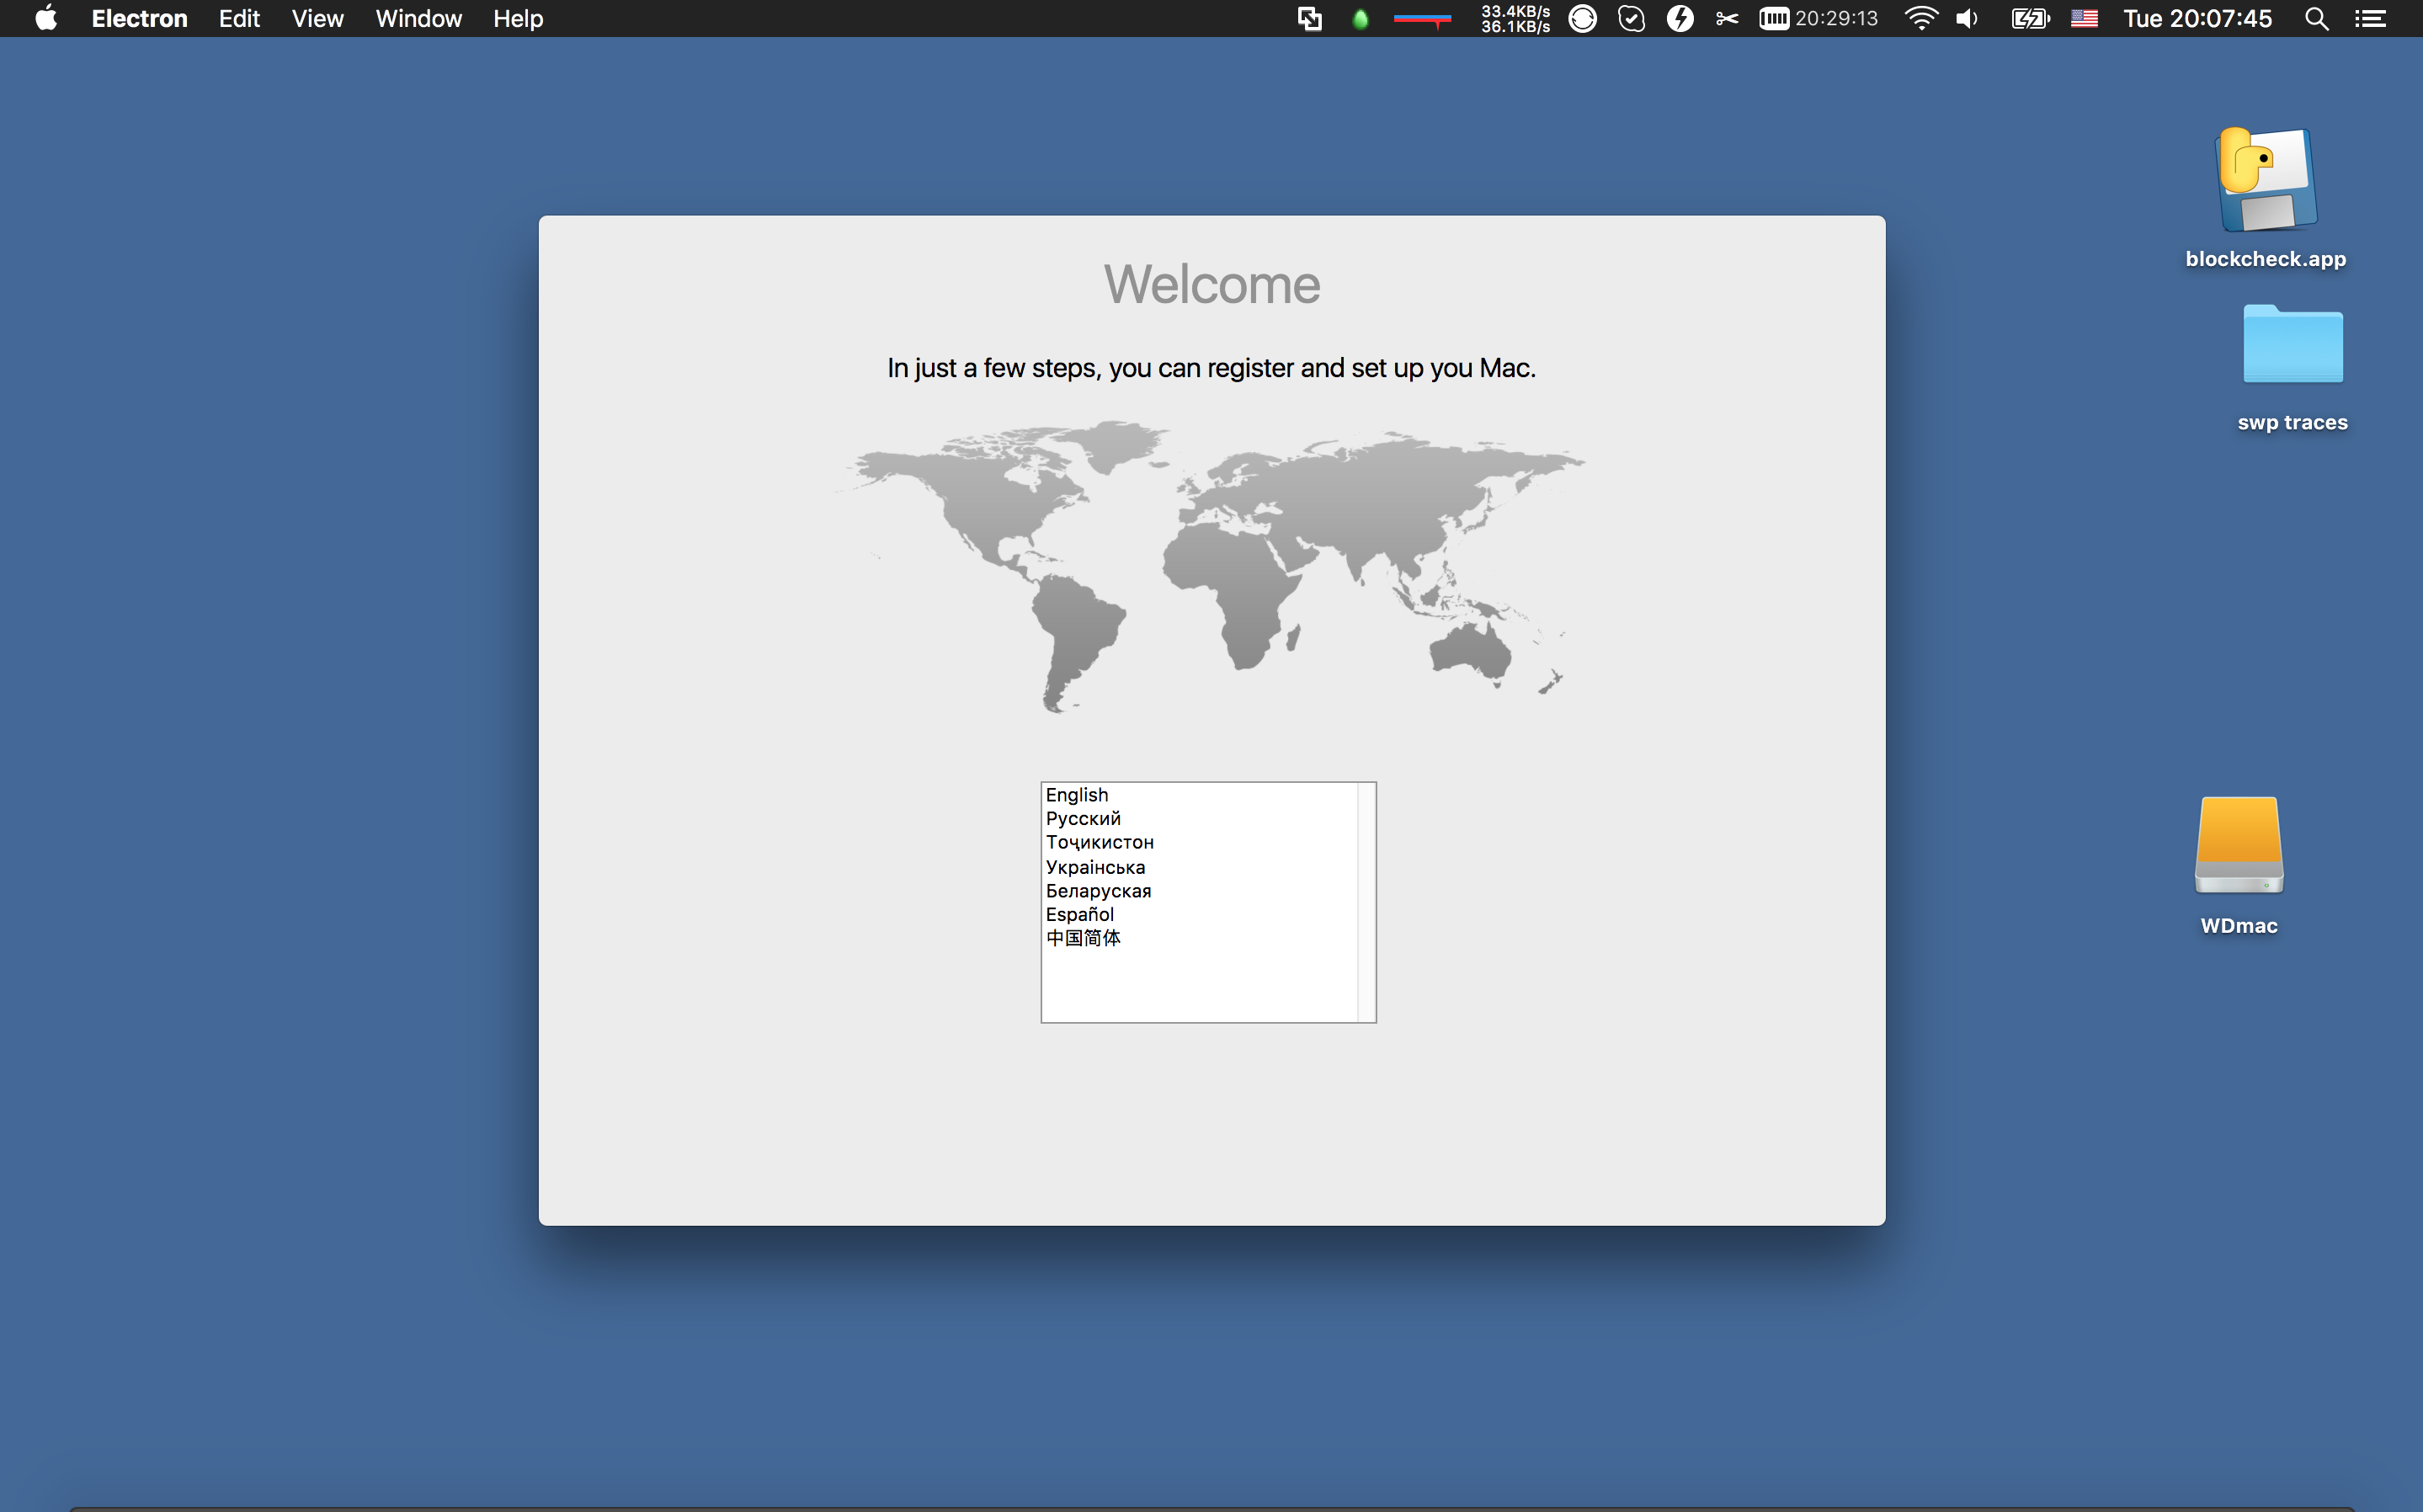 Electron Edit View Window Help 33.4KB/s 20:29:13 Tue 20:07:45
36.1KB/s
blockcheck.app
Welcome
In just a few steps, you can register and set up you Mac.
swp traces
English
Русский
Тоҷикистон
Українська
Беларуская
Español
中国简体
WDmac